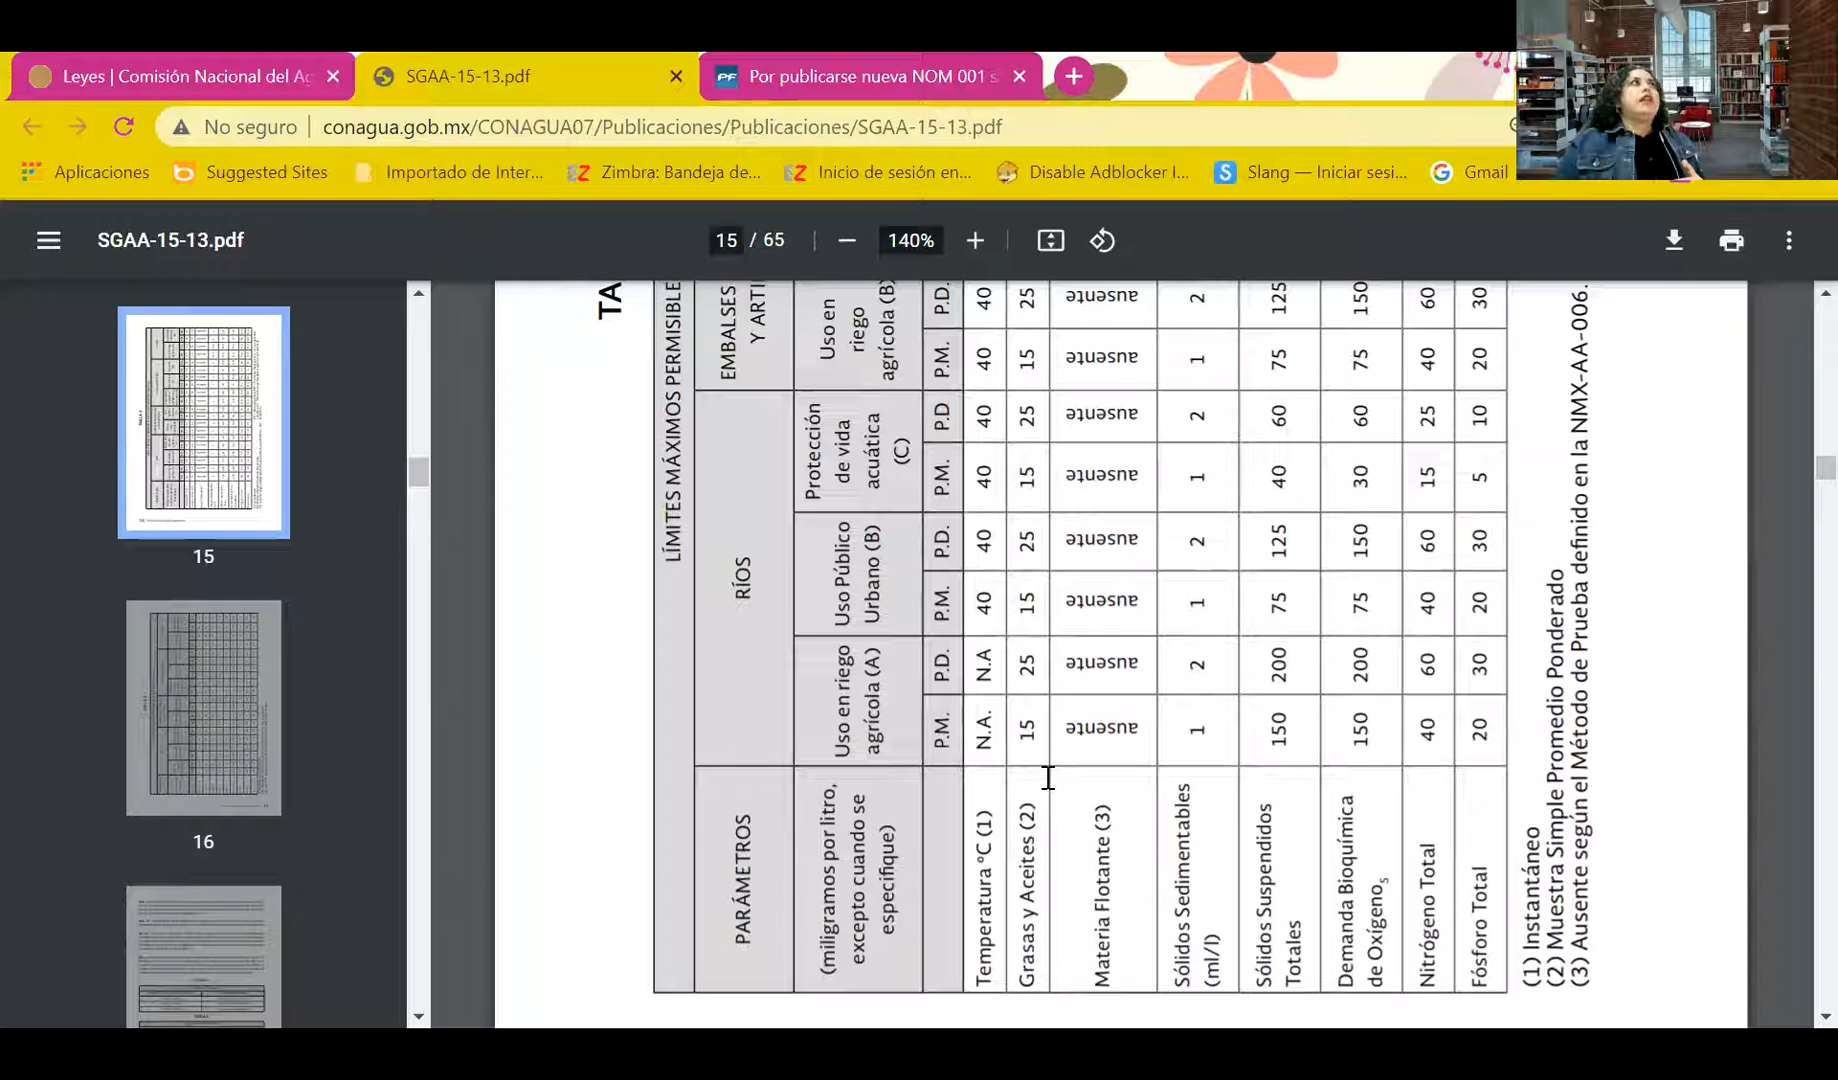 Leyes | Comisión Nacional del Ag
SGAA-15-13.pdf
Por publicarse nueva NOM 001 s
No seguro
conagua.gob.mx/CONAGUA07/Publicaciones/Publicaciones/SGAA-15-13.pdf
Aplicaciones
Suggested Sites
Importado de Inter...
Zimbra: Bandeja de...
Inicio de sesión en...
Disable Adblocker I...
Slang — Iniciar sesi...
Gmail
SGAA-15-13.pdf
15 / 65
140%
15
16
TA
LÍMITES MÁXIMOS PERMISIBLE
PARÁMETROS RÍOS EMBALSES Y ARTI
(miligramos por litro, excepto cuando se especifique) Uso en riego agrícola (A) Uso Público Urbano (B) Protección de vida acuática (C) Uso en riego agrícola (B)
P.M. P.D. P.M. P.D. P.M. P.D P.M. P.D.
Temperatura °C (1) N.A. N.A 40 40 40 40 40 40
Grasas y Aceites (2) 15 25 15 25 15 25 15 25
Materia Flotante (3) ausente ausente ausente ausente ausente ausente ausente ausente
Sólidos Sedimentables (ml/l) 1 2 1 2 1 2 1 2
Sólidos Suspendidos Totales 150 200 75 125 40 60 75 125
Demanda Bioquímica de Oxígeno5 150 200 75 150 30 60 75 150
Nitrógeno Total 40 60 40 60 15 25 40 60
Fósforo Total 20 30 20 30 5 10 20 30
(1) Instantáneo
(2) Muestra Simple Promedio Ponderado
(3) Ausente según el Método de Prueba definido en la NMX-AA-006.